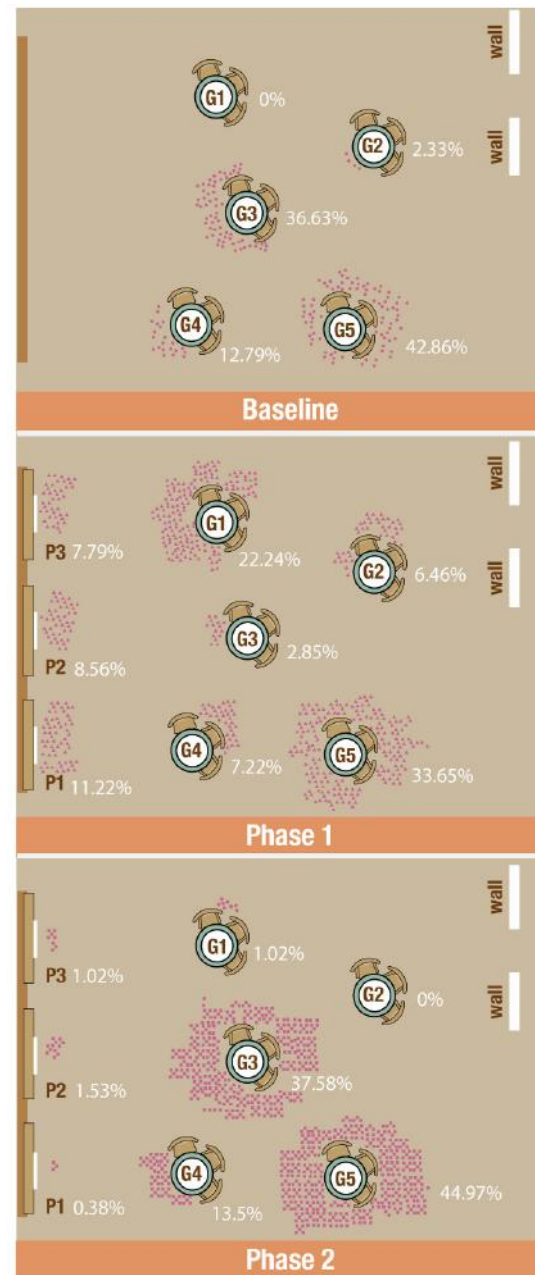 wall
G1
0%
wall
G2
2.33%
G3
36.63%
G4
12.79%
G5
42.86%
Baseline
wall
P3 7.79%
G1
22.24%
wall
G2
6.46%
P2
8.56%
G3
2.85%
P1 11.22%
G4
7.22%
G5
33.65%
Phase 1
wall
P3 1.02%
G1
1.02%
wall
G2
0%
P2 1.53%
G3
37.58%
P1 0.38%
G4
13.5%
G5
44.97%
Phase 2